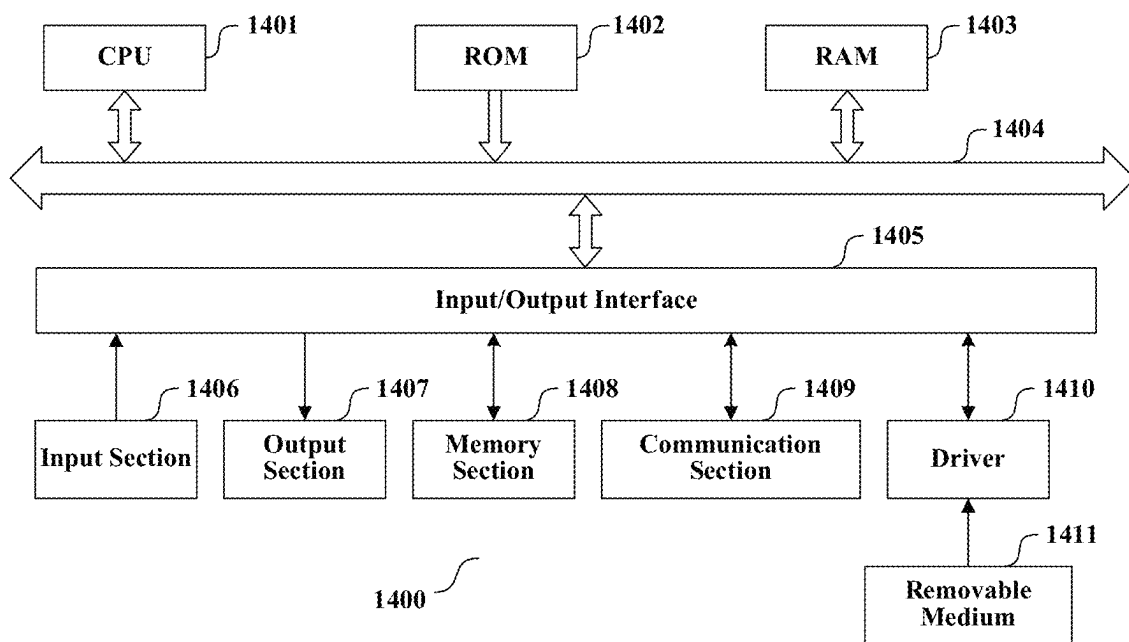 1401
1402
1403
CPU
ROM
RAM
1404
1405
Input/Output Interface
1406
1407
1408
1409
1410
Input Section
Output
Section
Memory
Section
Communication
Section
Driver
1411
1400
Removable
Medium